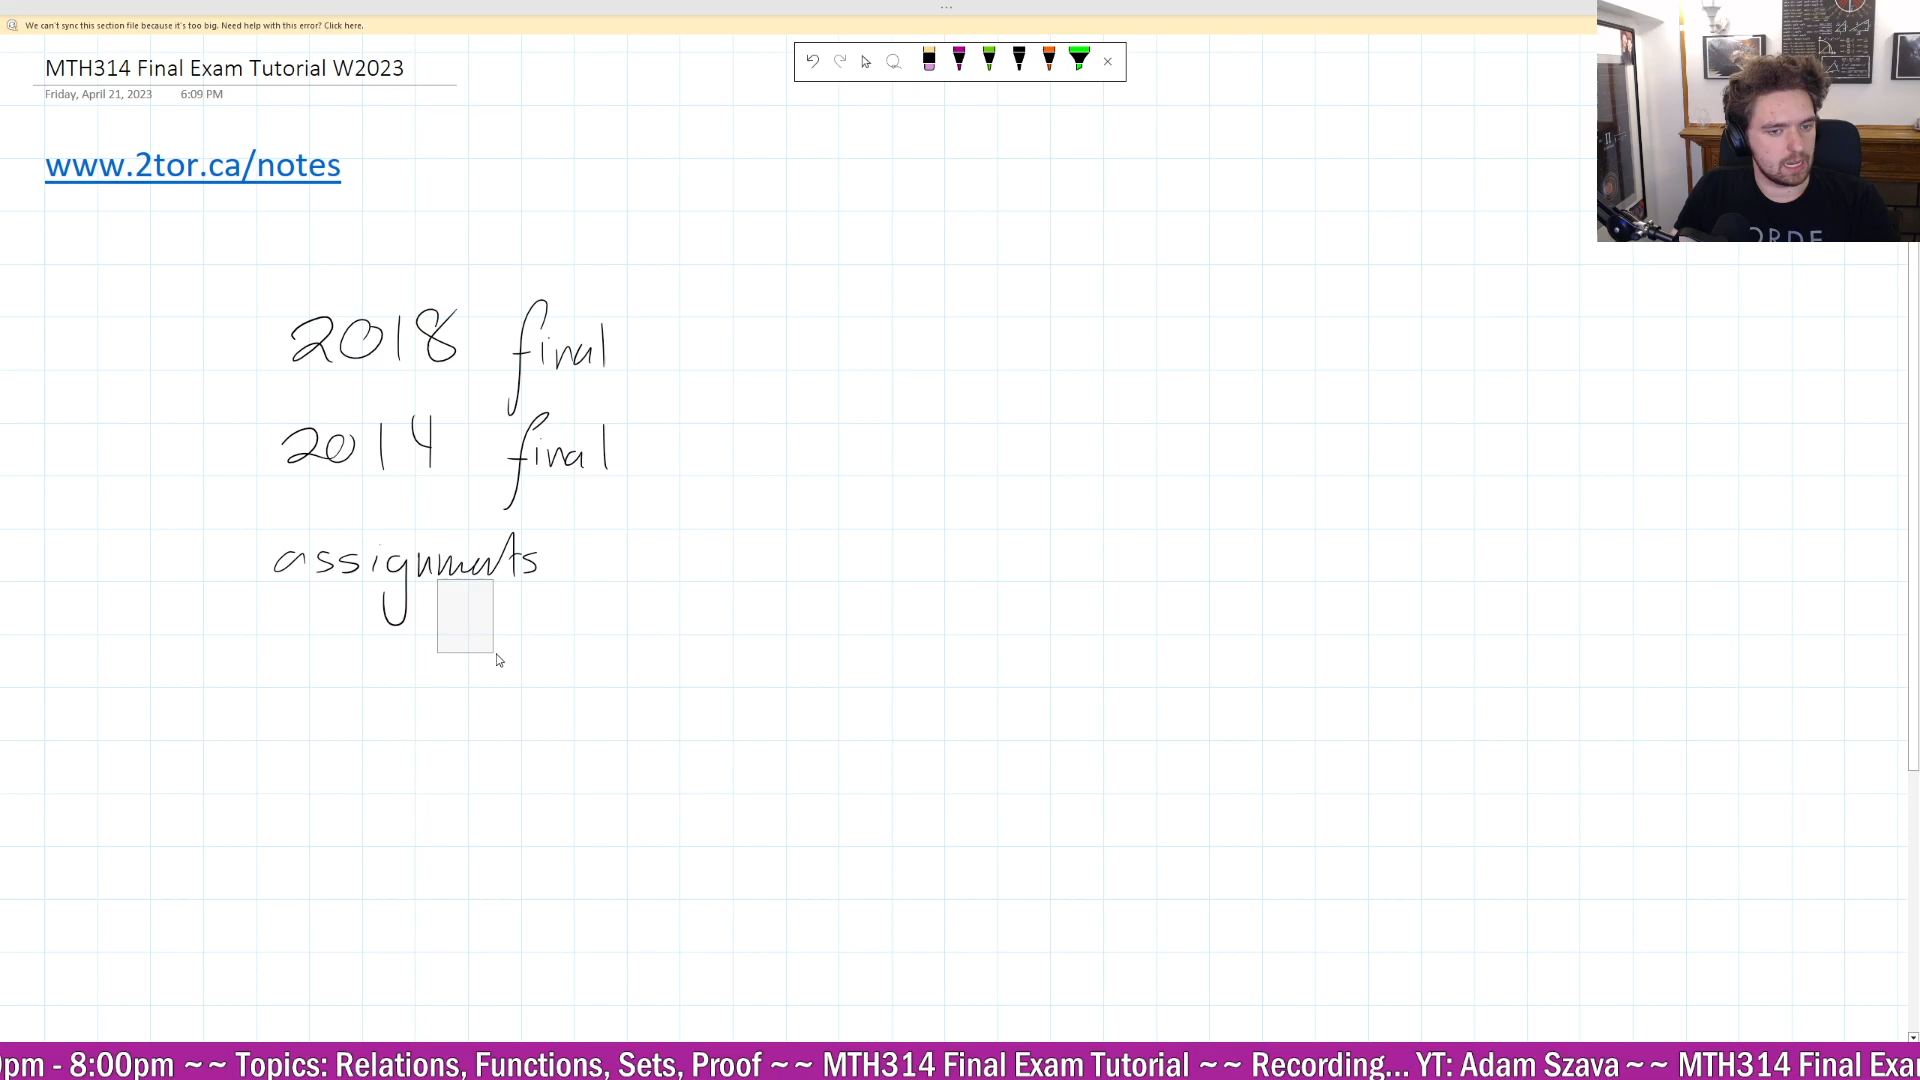 We can't sync this section file because it's too big. Need help with this error? Click here.
MTH314 Final Exam Tutorial W2023
Friday, April 21, 2023 6:09 PM
www.2tor.ca/notes
2018 final
2014 final
assignments
0pm - 8:00pm ~ ~ Topics: Relations, Functions, Sets, Proof ~ ~ MTH314 Final Exam Tutorial ~ ~ Recording... YT: Adam Szava ~ ~ MTH314 Final Exa